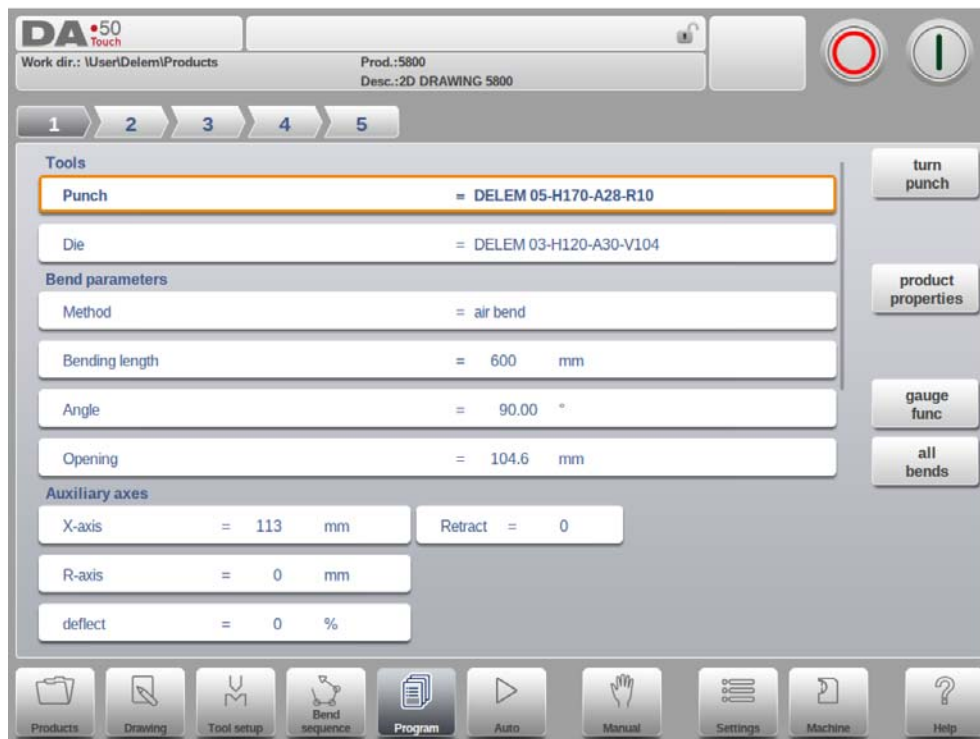 DA•50
Touch
Work dir.: \User\Delem\Products Prod.:5800
Desc.:2D DRAWING 5800
1 2 3 4 5
Tools
Punch = DELEM 05-H170-A28-R10
turn
punch
Die = DELEM 03-H120-A30-V104
Bend parameters
product
properties
Method = air bend
Bending length = 600 mm
Angle = 90.00 °
gauge
func
Opening = 104.6 mm
all
bends
Auxiliary axes
X-axis = 113 mm Retract = 0
R-axis = 0 mm
deflect = 0 %
Products Drawing Tool setup Bend sequence Program Auto Manual Settings Machine Help